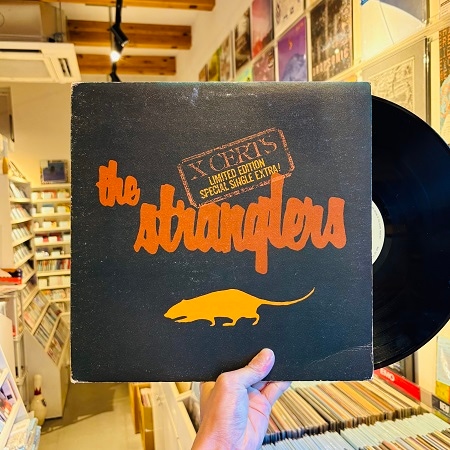 X CERTS
LIMITED EDITION
SPECIAL SINGLE EXTRA!
the
stranglers